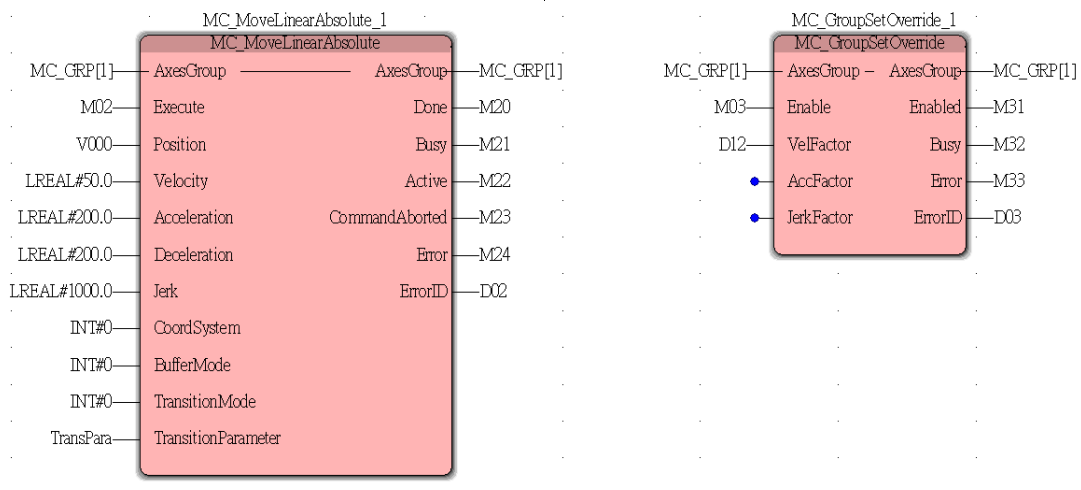 MC_MoveLinearAbsolute_1
MC_MoveLinearAbsolute
MC_GRP[1] AxesGroup AxesGroup MC_GRP[1]
M02 Execute Done M20
V000 Position Busy M21
LREAL#50.0 Velocity Active M22
LREAL#200.0 Acceleration CommandAborted M23
LREAL#200.0 Deceleration Error M24
LREAL#1000.0 Jerk ErrorID D02
INT#0 CoordSystem
INT#0 BufferMode
INT#0 TransitionMode
TransPara TransitionParameter
MC_GroupSetOverride_1
MC_GroupSetOverride
MC_GRP[1] AxesGroup AxesGroup MC_GRP[1]
M03 Enable Enabled M31
D12 VelFactor Busy M32
AccFactor Error M33
JerkFactor ErrorID D03